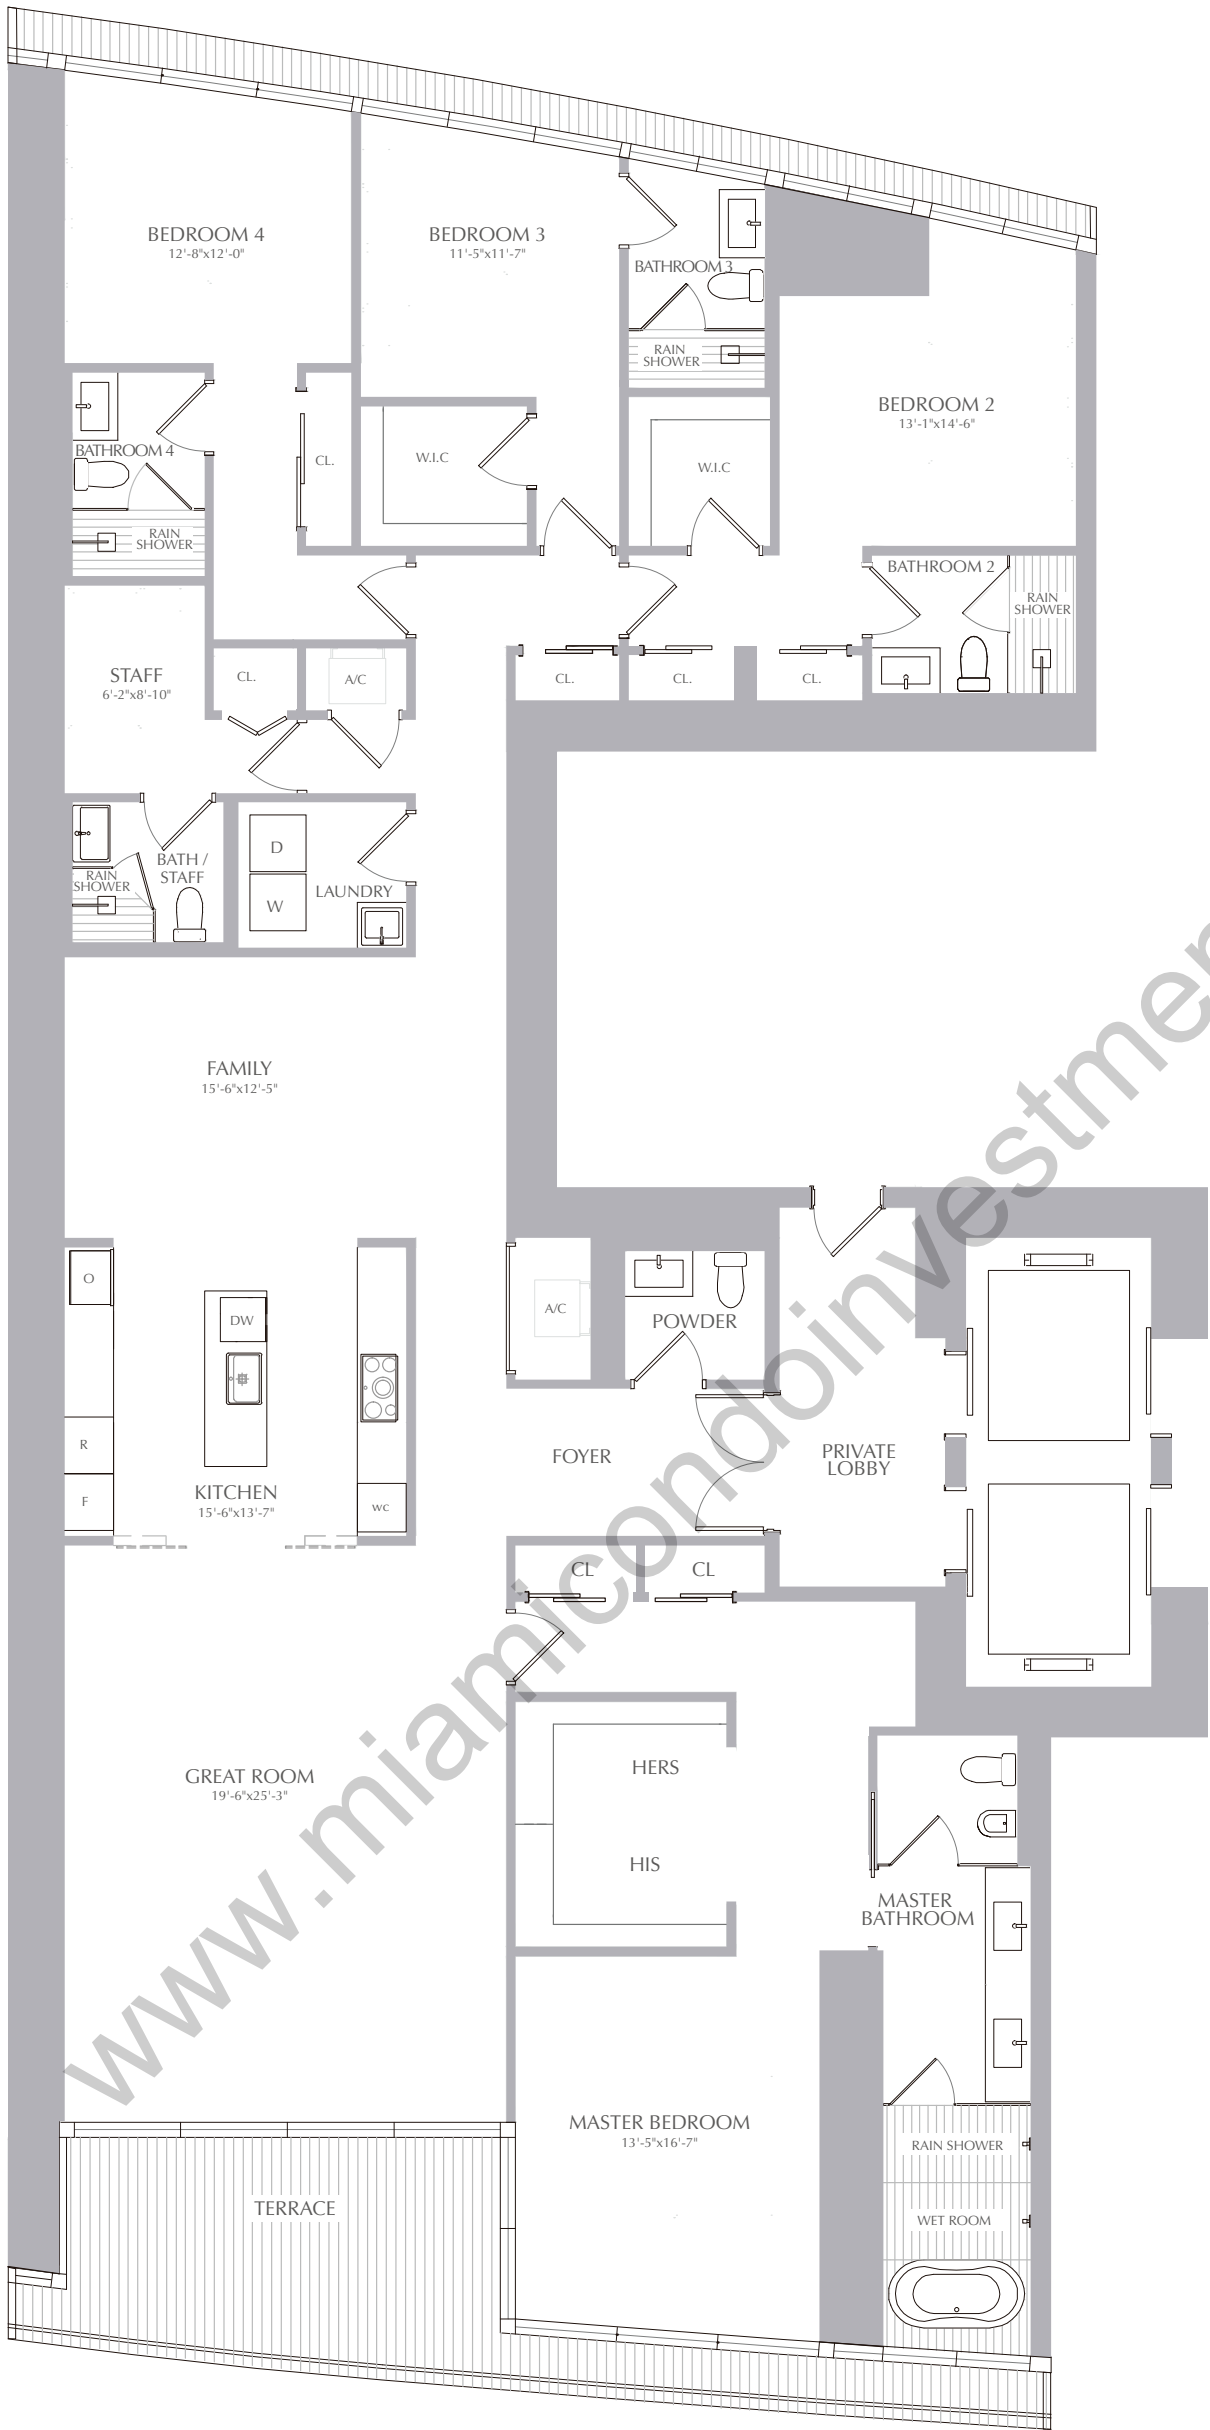 BEDROOM 4
12'-8"x12'-0"
BEDROOM 3
11'-5"x11'-7"
BATHROOM 3
RAIN
SHOWER
BEDROOM 2
13'-1"x14'-6"
BATHROOM 4
RAIN
SHOWER
CL.
W.I.C
W.I.C
BATHROOM 2
RAIN
SHOWER
STAFF
6'-2"x8'-10"
CL.
A/C
CL.
CL.
CL.
BATH /
STAFF
RAIN
SHOWER
D
W
LAUNDRY
FAMILY
15'-6"x12'-5"
O
DW
R
F
KITCHEN
15'-6"x13'-7"
WC
A/C
POWDER
FOYER
PRIVATE
LOBBY
CL
CL
GREAT ROOM
19'-6"x25'-3"
HERS
HIS
MASTER
BATHROOM
MASTER BEDROOM
13'-5"x16'-7"
RAIN SHOWER
WET ROOM
TERRACE
www.miamicondoinvestmen